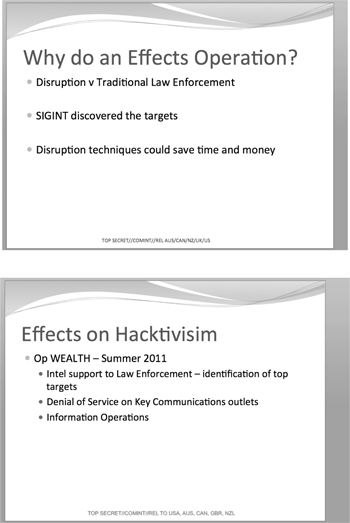 Why do an Effects Operation?
Disruption v Traditional Law Enforcement
SIGINT discovered the targets
Disruption techniques could save time and money
TOP SECRET//COMINT//REL AUS/CAN/NZ/UK/US
Effects on Hacktivisim
Op WEALTH – Summer 2011
Intel support to Law Enforcement – identification of top
targets
Denial of Service on Key Communications outlets
Information Operations
TOP SECRET//COMINT//REL TO USA, AUS, CAN, GBR, NZL